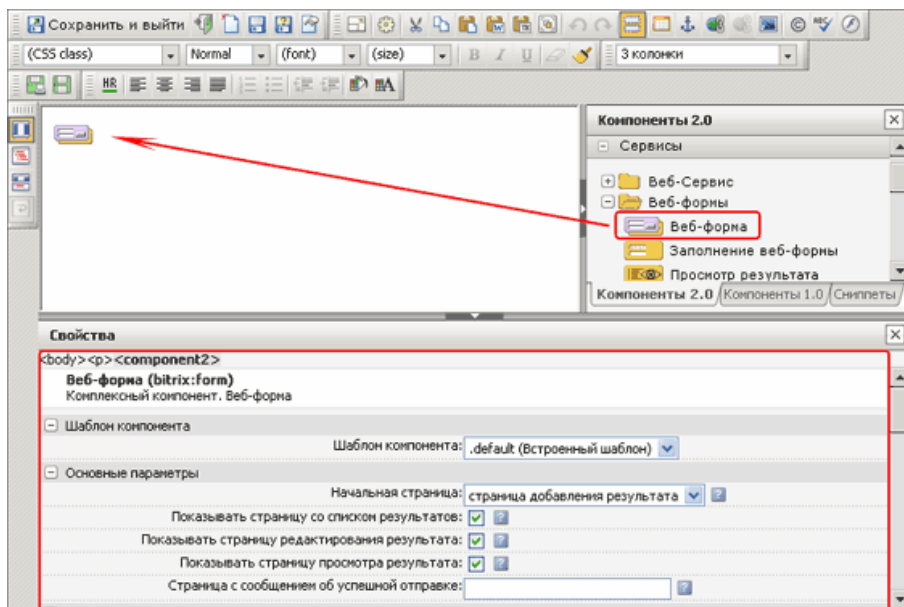 Сохранить и выйти
(CSS class) Normal (font) (size) B I U 3 колонки
HR
Компоненты 2.0
Сервисы
Веб-Сервис
Веб-формы
Веб-форма
Заполнение веб-формы
Просмотр результата
Компоненты 2.0 Компоненты 1.0 Сниппеты
Свойства
<body><p><component2>
Веб-форма (bitrix:form)
Комплексный компонент. Веб-форма
Шаблон компонента
Шаблон компонента: .default (Встроенный шаблон)
Основные параметры
Начальная страница: страница добавления результата
Показывать страницу со списком результатов:
Показывать страницу редактирования результата:
Показывать страницу просмотра результата:
Страница с сообщением об успешной отправке: